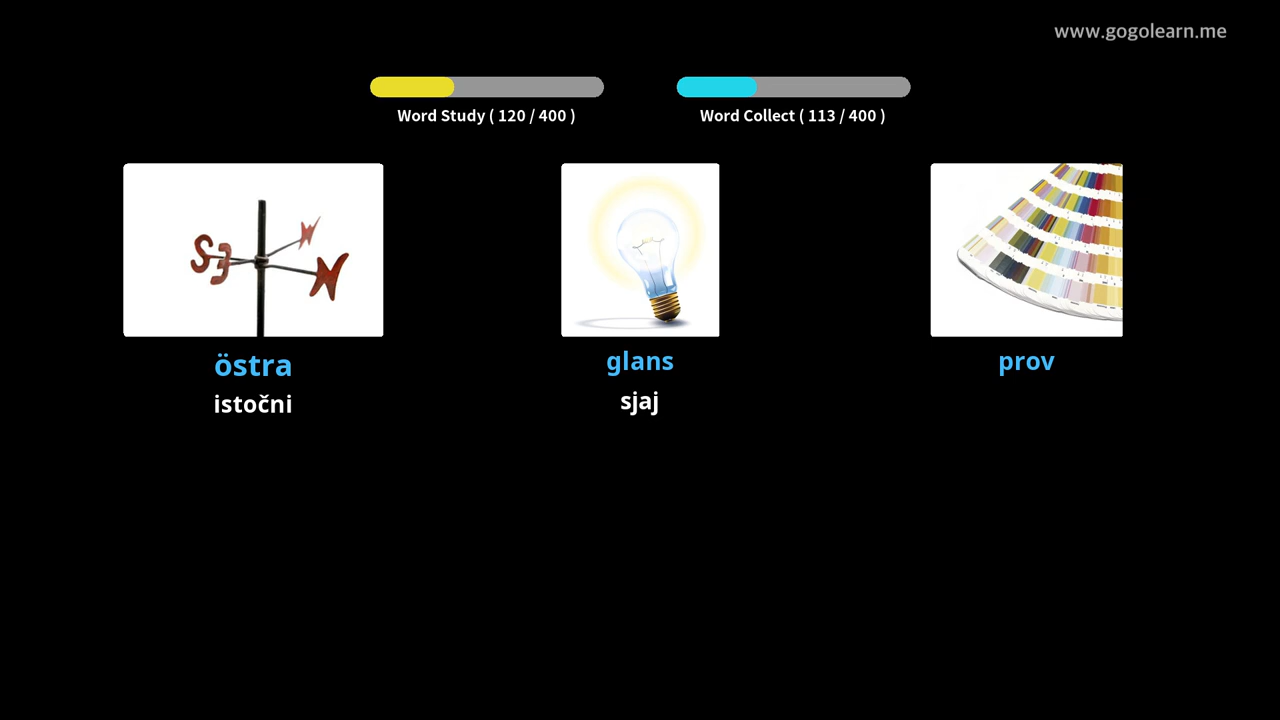 www.gogolearn.me
Word Study ( 120 / 400 )
Word Collect ( 113 / 400 )
östra
glans
prov
istočni
sjaj